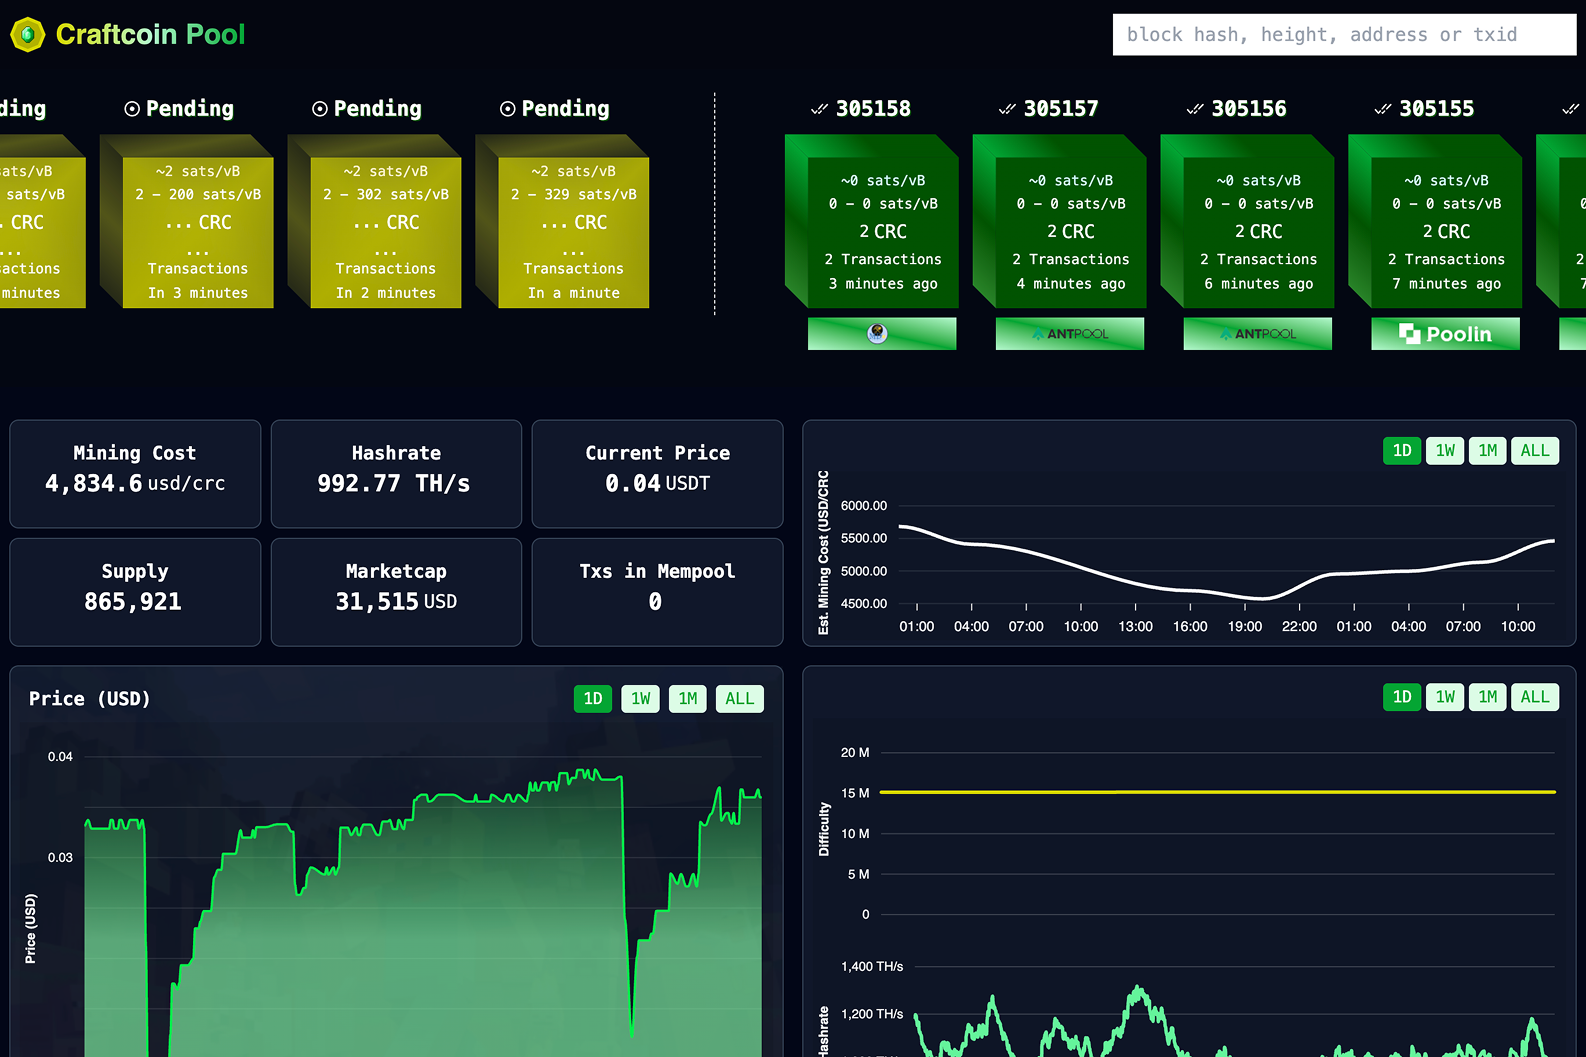 Craftcoin Pool
block hash, height, address or txid
ding
Pending
Pending
Pending
305158
305157
305156
305155
sats/vB
sats/vB
CRC
...
sactions
minutes
~2 sats/vB
2 – 200 sats/vB
... CRC
...
Transactions
In 3 minutes
~2 sats/vB
2 – 302 sats/vB
... CRC
...
Transactions
In 2 minutes
~2 sats/vB
2 – 329 sats/vB
... CRC
...
Transactions
In a minute
~0 sats/vB
0 – 0 sats/vB
2 CRC
2 Transactions
3 minutes ago
~0 sats/vB
0 – 0 sats/vB
2 CRC
2 Transactions
4 minutes ago
ANTPOOL
~0 sats/vB
0 – 0 sats/vB
2 CRC
2 Transactions
6 minutes ago
ANTPOOL
~0 sats/vB
0 – 0 sats/vB
2 CRC
2 Transactions
7 minutes ago
Poolin
2
7
Mining Cost
4,834.6 usd/crc
Hashrate
992.77 TH/s
Current Price
0.04 USDT
Supply
865,921
Marketcap
31,515 USD
Txs in Mempool
0
1D 1W 1M ALL
Est. Mining Cost (USD/CRC
6000.00
5500.00
5000.00
4500.00
01:00 04:00 07:00 10:00 13:00 16:00 19:00 22:00 01:00 04:00 07:00 10:00
Price (USD)
1D 1W 1M ALL
0.04
0.03
Price (USD)
1D 1W 1M ALL
20 M
15 M
10 M
5 M
0
Difficulty
1,400 TH/s
1,200 TH/s
Hashrate